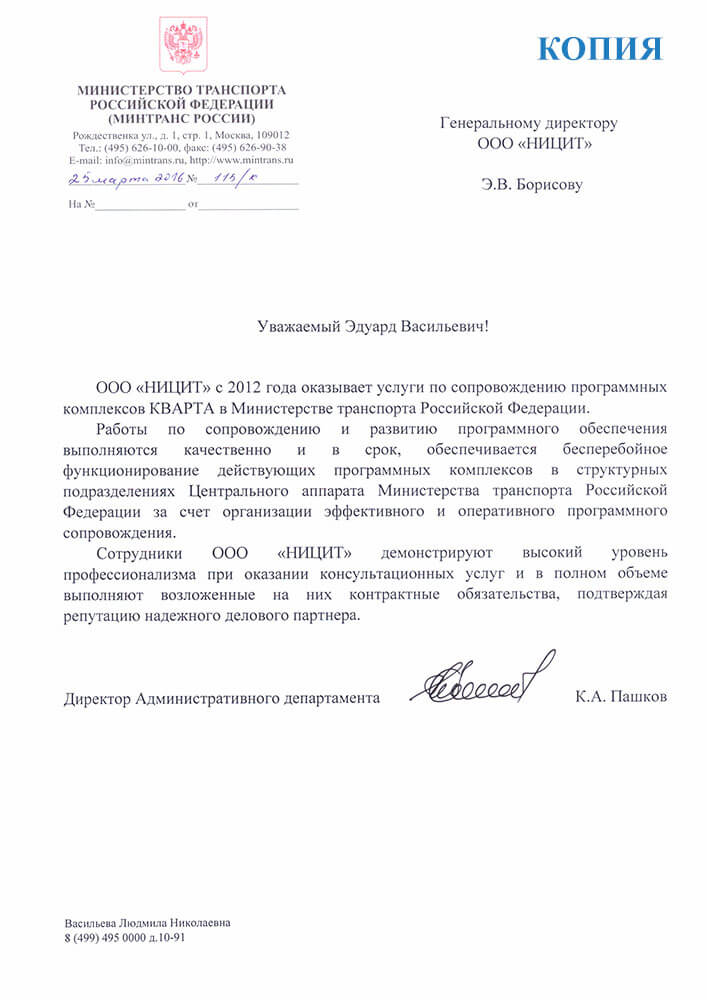 КОПИЯ
МИНИСТЕРСТВО ТРАНСПОРТА
РОССИЙСКОЙ ФЕДЕРАЦИИ
(МИНТРАНС РОССИИ)
Рождественка ул., д. 1, стр. 1, Москва, 109012
Тел.: (495) 626-10-00, факс: (495) 626-90-38
E-mail: info@mintrans.ru, http://www.mintrans.ru
25 марта 2016 № 115/к
На №________________ от__________________
Генеральному директору
ООО «НИЦИТ»
Э.В. Борисову
Уважаемый Эдуард Васильевич!
ООО «НИЦИТ» с 2012 года оказывает услуги по сопровождению программных
комплексов КВАРТА в Министерстве транспорта Российской Федерации.
Работы по сопровождению и развитию программного обеспечения
выполняются качественно и в срок, обеспечивается бесперебойное
функционирование действующих программных комплексов в структурных
подразделениях Центрального аппарата Министерства транспорта Российской
Федерации за счет организации эффективного и оперативного программного
сопровождения.
Сотрудники ООО «НИЦИТ» демонстрируют высокий уровень
профессионализма при оказании консультационных услуг и в полном объеме
выполняют возложенные на них контрактные обязательства, подтверждая
репутацию надежного делового партнера.
Директор Административного департамента К.А. Пашков
Васильева Людмила Николаевна
8 (499) 495 0000 д.10-91